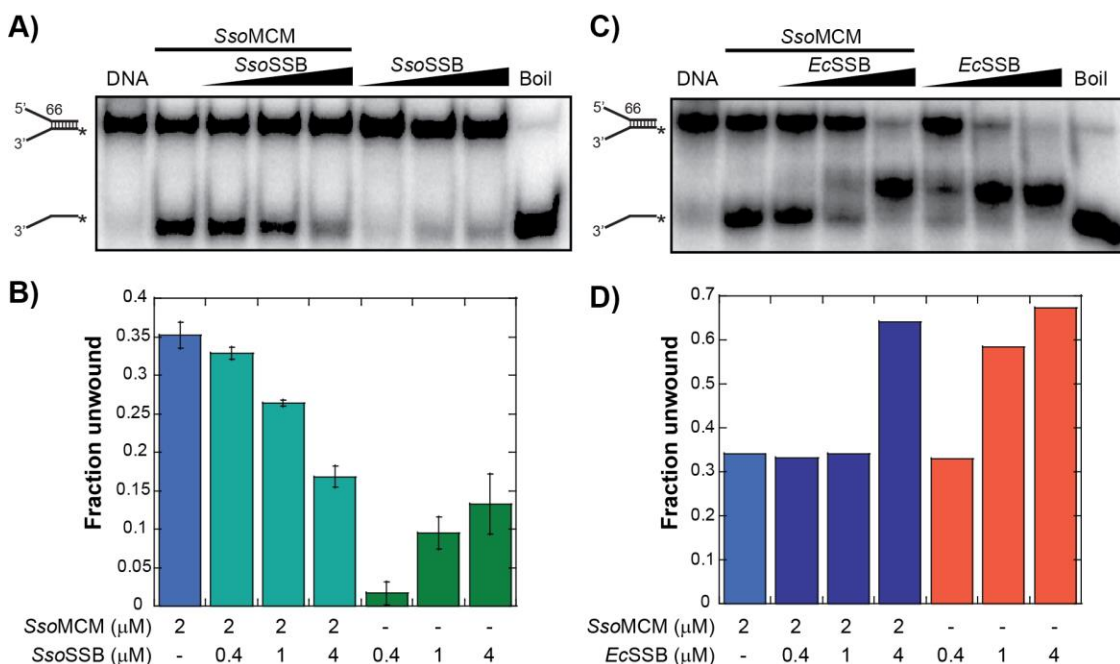 A)
SsoMCM
SsoSSB SsoSSB
DNA Boil
5' 66
*
3'
3' *
B)
Fraction unwound
0.4
0.35
0.3
0.25
0.2
0.15
0.1
0.05
0
SsoMCM (μM) 2 2 2 2 - - -
SsoSSB (μM) - 0.4 1 4 0.4 1 4
C)
SsoMCM
EcSSB EcSSB
DNA Boil
5' 66
*
3'
3' *
D)
Fraction unwound
0.7
0.6
0.5
0.4
0.3
0.2
0.1
0
SsoMCM (μM) 2 2 2 2 - - -
EcSSB (μM) - 0.4 1 4 0.4 1 4